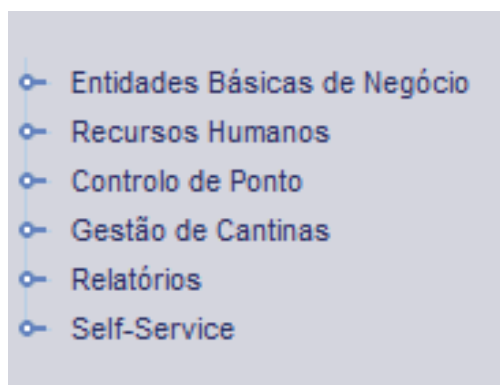 Entidades Básicas de Negócio
Recursos Humanos
Controlo de Ponto
Gestão de Cantinas
Relatórios
Self-Service